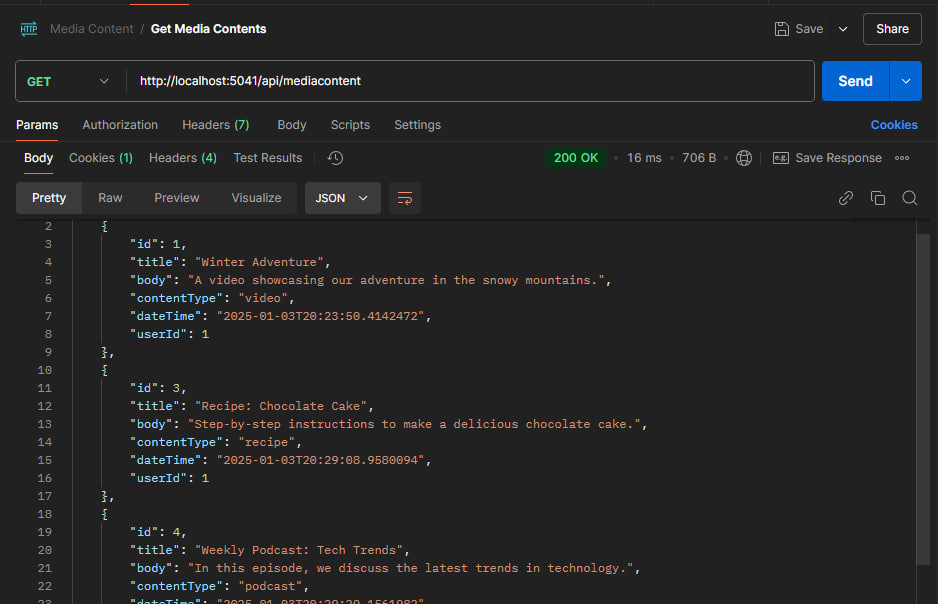 HTTP Media Content / Get Media Contents Save Share
GET http://localhost:5041/api/mediacontent Send
Params Authorization Headers (7) Body Scripts Settings Cookies
Body Cookies (1) Headers (4) Test Results 200 OK • 16 ms • 706 B • e.g. Save Response
Pretty Raw Preview Visualize JSON
2 {
3 "id": 1,
4 "title": "Winter Adventure",
5 "body": "A video showcasing our adventure in the snowy mountains.",
6 "contentType": "video",
7 "dateTime": "2025-01-03T20:23:50.4142472",
8 "userId": 1
9 },
10 {
11 "id": 3,
12 "title": "Recipe: Chocolate Cake",
13 "body": "Step-by-step instructions to make a delicious chocolate cake.",
14 "contentType": "recipe",
15 "dateTime": "2025-01-03T20:29:08.9580094",
16 "userId": 1
17 },
18 {
19 "id": 4,
20 "title": "Weekly Podcast: Tech Trends",
21 "body": "In this episode, we discuss the latest trends in technology.",
22 "contentType": "podcast",
23 "dateTime":